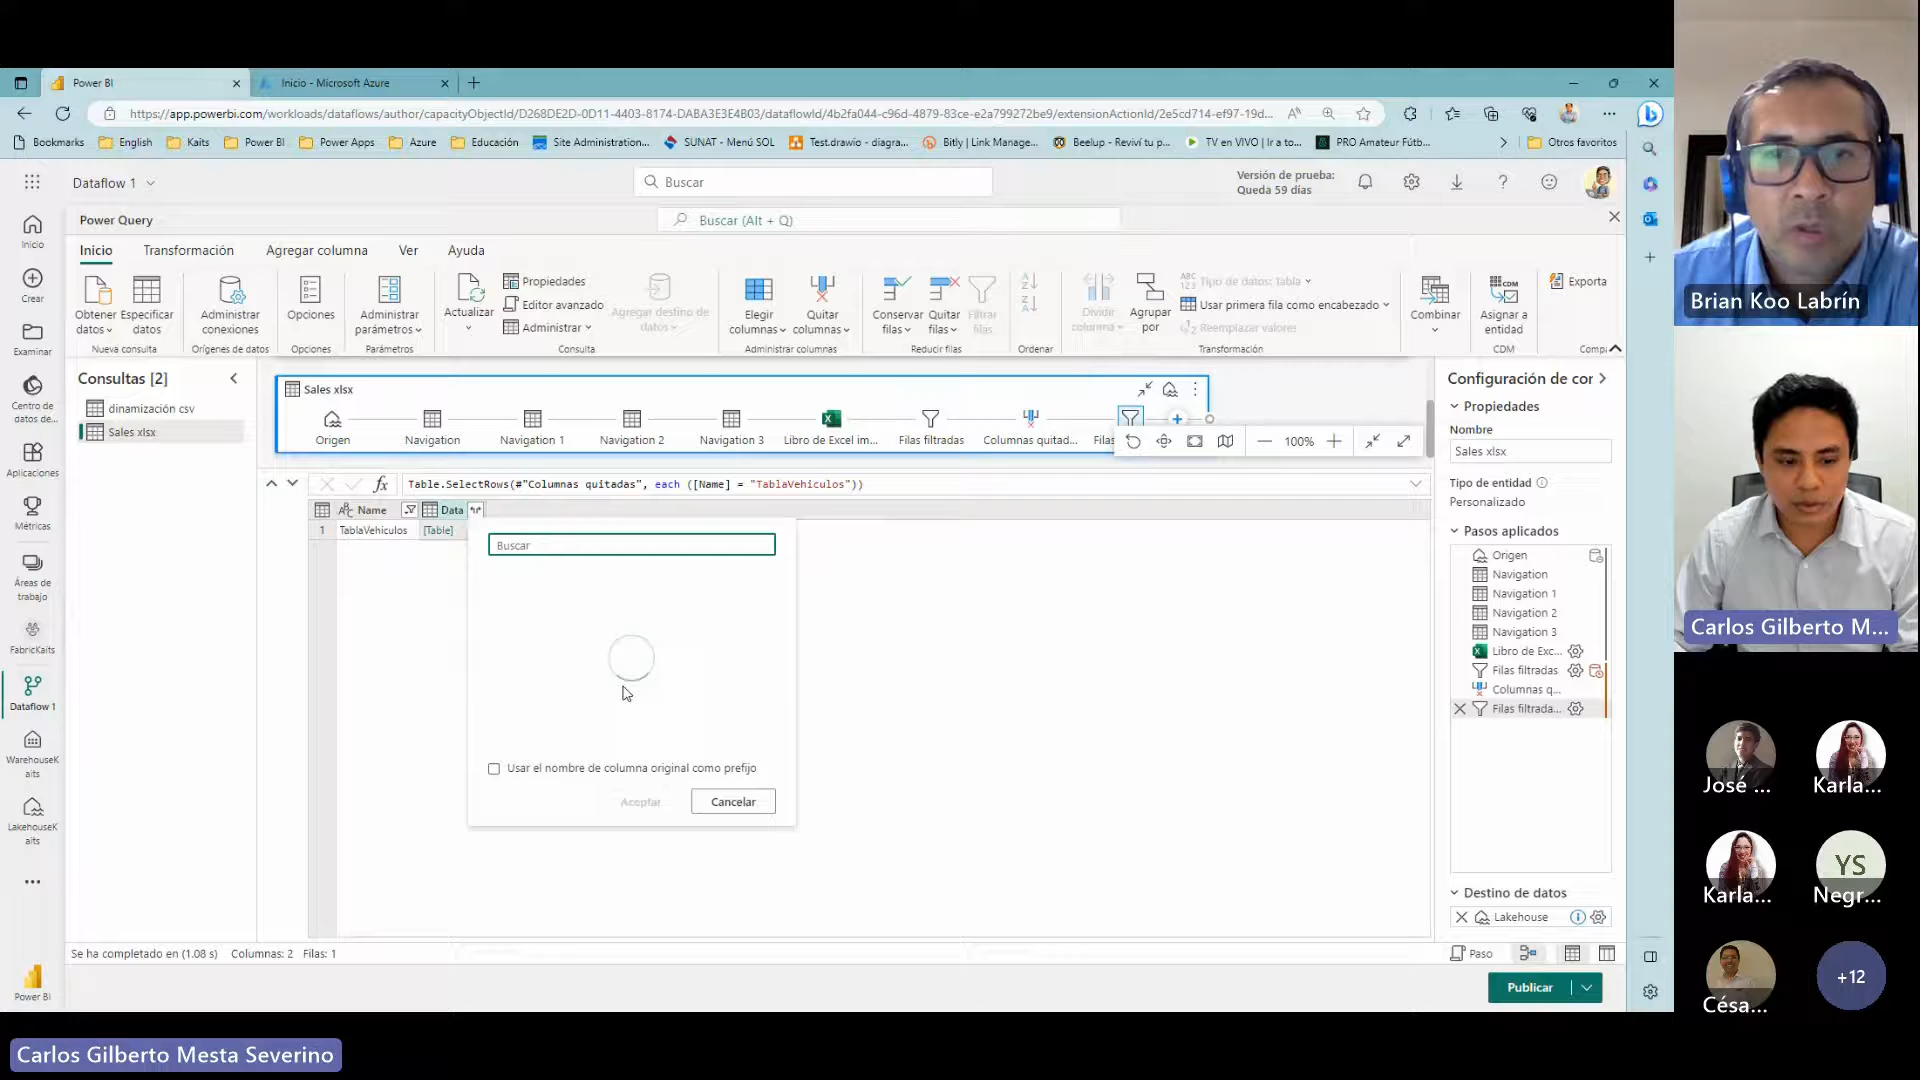 Power BI
Inicio - Microsoft Azure
https://app.powerbi.com/workloads/dataflows/author/capacityObjectId/D268DE2D-0D11-4403-8174-DABA3E3E4B03/dataflowId/4b2fa044-c96d-4879-83ce-e2a799272be9/extensionActionId/2e5cd714-ef97-19d...
Bookmarks
English
Kaits
Power BI
Power Apps
Azure
Educación
Site Administration...
SUNAT - Menú SOL
Test.drawio - diagra...
Bitly | Link Manage...
Beelup - Reviví tu p...
TV en VIVO | Ir a to...
PRO Amateur Fútb...
Otros favoritos
Dataflow 1
Buscar
Versión de prueba:
Queda 59 días
Power Query
Buscar (Alt + Q)
Inicio
Transformación
Agregar columna
Ver
Ayuda
Obtener datos
Especificar datos
Nueva consulta
Administrar conexiones
Orígenes de datos
Opciones
Opciones
Administrar parámetros
Parámetros
Actualizar
Propiedades
Editor avanzado
Administrar
Agregar destino de datos
Consulta
Elegir columnas
Quitar columnas
Administrar columnas
Conservar filas
Quitar filas
Filtrar filas
Reducir filas
Ordenar
Dividir columna
Agrupar por
Tipo de datos: Tabla
Usar primera fila como encabezado
Reemplazar valores
Transformación
Combinar
Asignar a entidad
CDM
Exporta
Inicio
Crear
Examinar
Centro de datos de...
Aplicaciones
Métricas
Áreas de trabajo
FabricKaits
Dataflow 1
WarehouseK aits
LakehouseK aits
Power BI
Consultas [2]
dinamización csv
Sales xlsx
Sales xlsx
Origen
Navigation
Navigation 1
Navigation 2
Navigation 3
Libro de Excel im...
Filas filtradas
Columnas quitad...
Filas
100%
fx
Table.SelectRows(#"Columnas quitadas", each ([Name] = "TablaVehiculos"))
Name
Data
1
TablaVehiculos
[Table]
Buscar
Usar el nombre de columna original como prefijo
Aceptar
Cancelar
Configuración de cor
Propiedades
Nombre
Sales xlsx
Tipo de entidad
Personalizado
Pasos aplicados
Origen
Navigation
Navigation 1
Navigation 2
Navigation 3
Libro de Exc...
Filas filtradas
Columnas q...
Filas filtrada...
Destino de datos
Lakehouse
Se ha completado en (1.08 s)
Columnas: 2
Filas: 1
Paso
Publicar
Brian Koo Labrín
Carlos Gilberto M...
José ...
Karla...
Karla...
YS
Negr...
Césa...
+12
Carlos Gilberto Mesta Severino